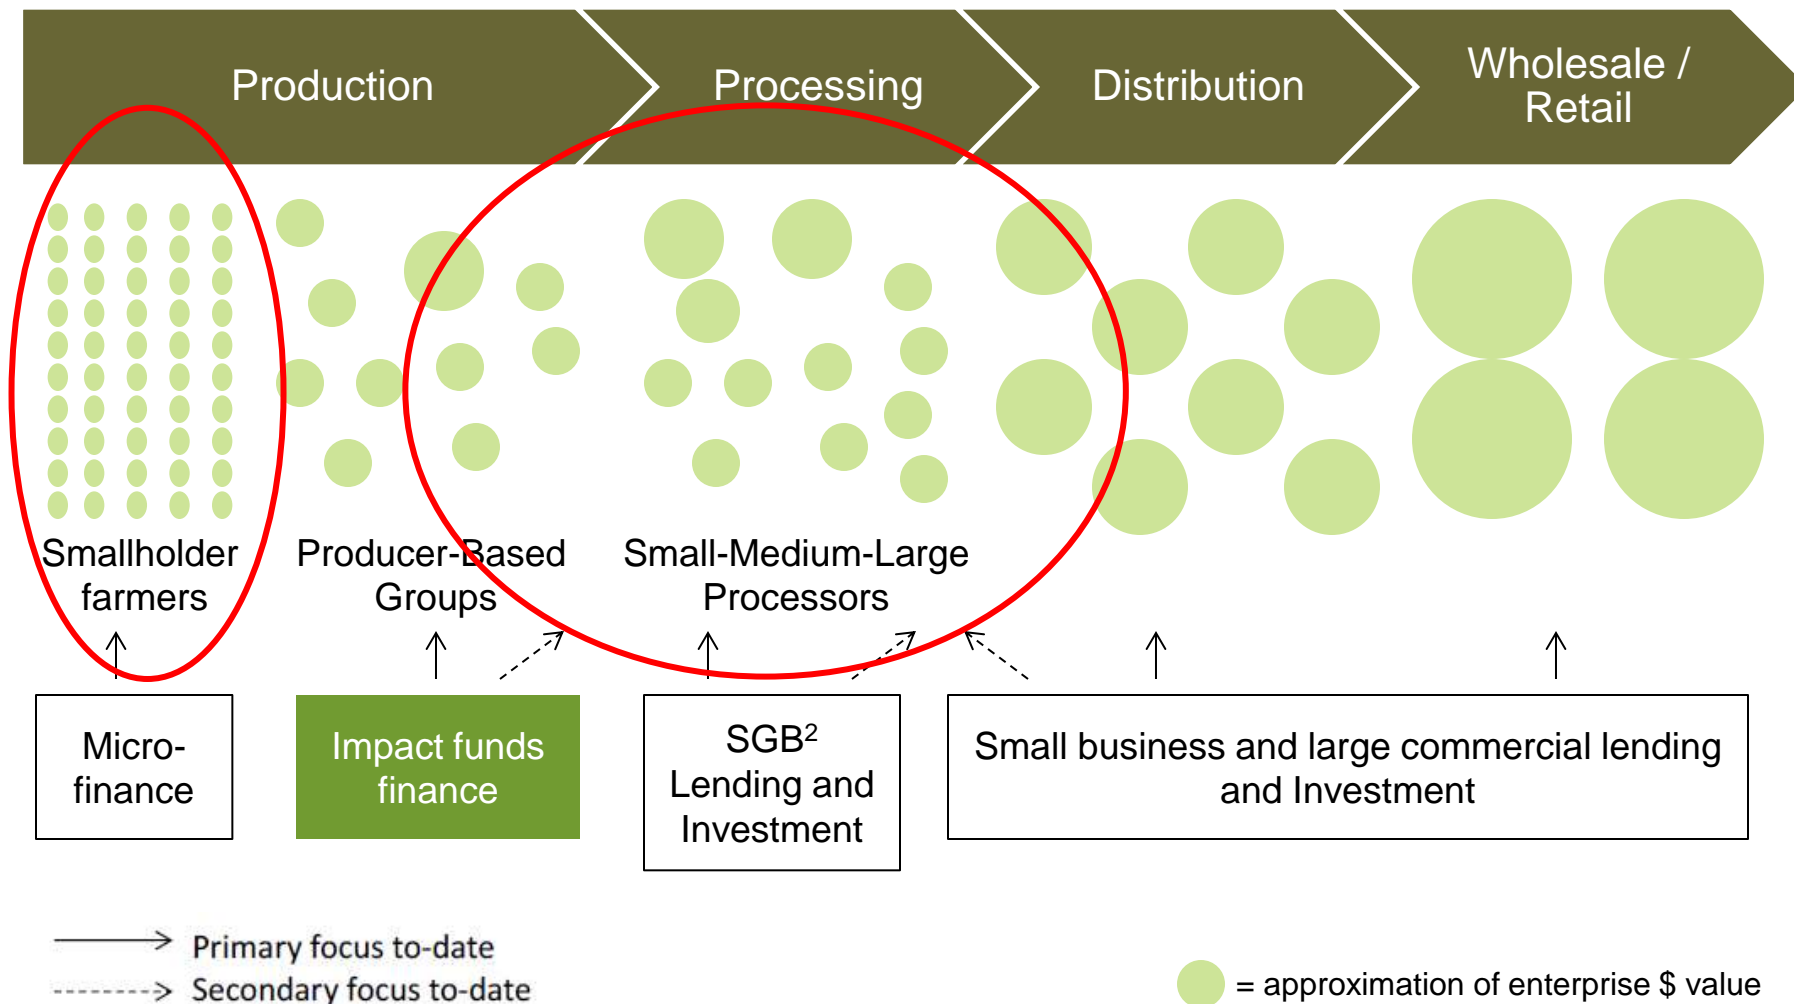 Production
Processing
Distribution
Wholesale /
Retail
Smallholder
farmers
Producer-Based
Groups
Small-Medium-Large
Processors
Micro-
finance
Impact funds
finance
SGB²
Lending and
Investment
Small business and large commercial lending
and Investment
Primary focus to-date
Secondary focus to-date
= approximation of enterprise $ value